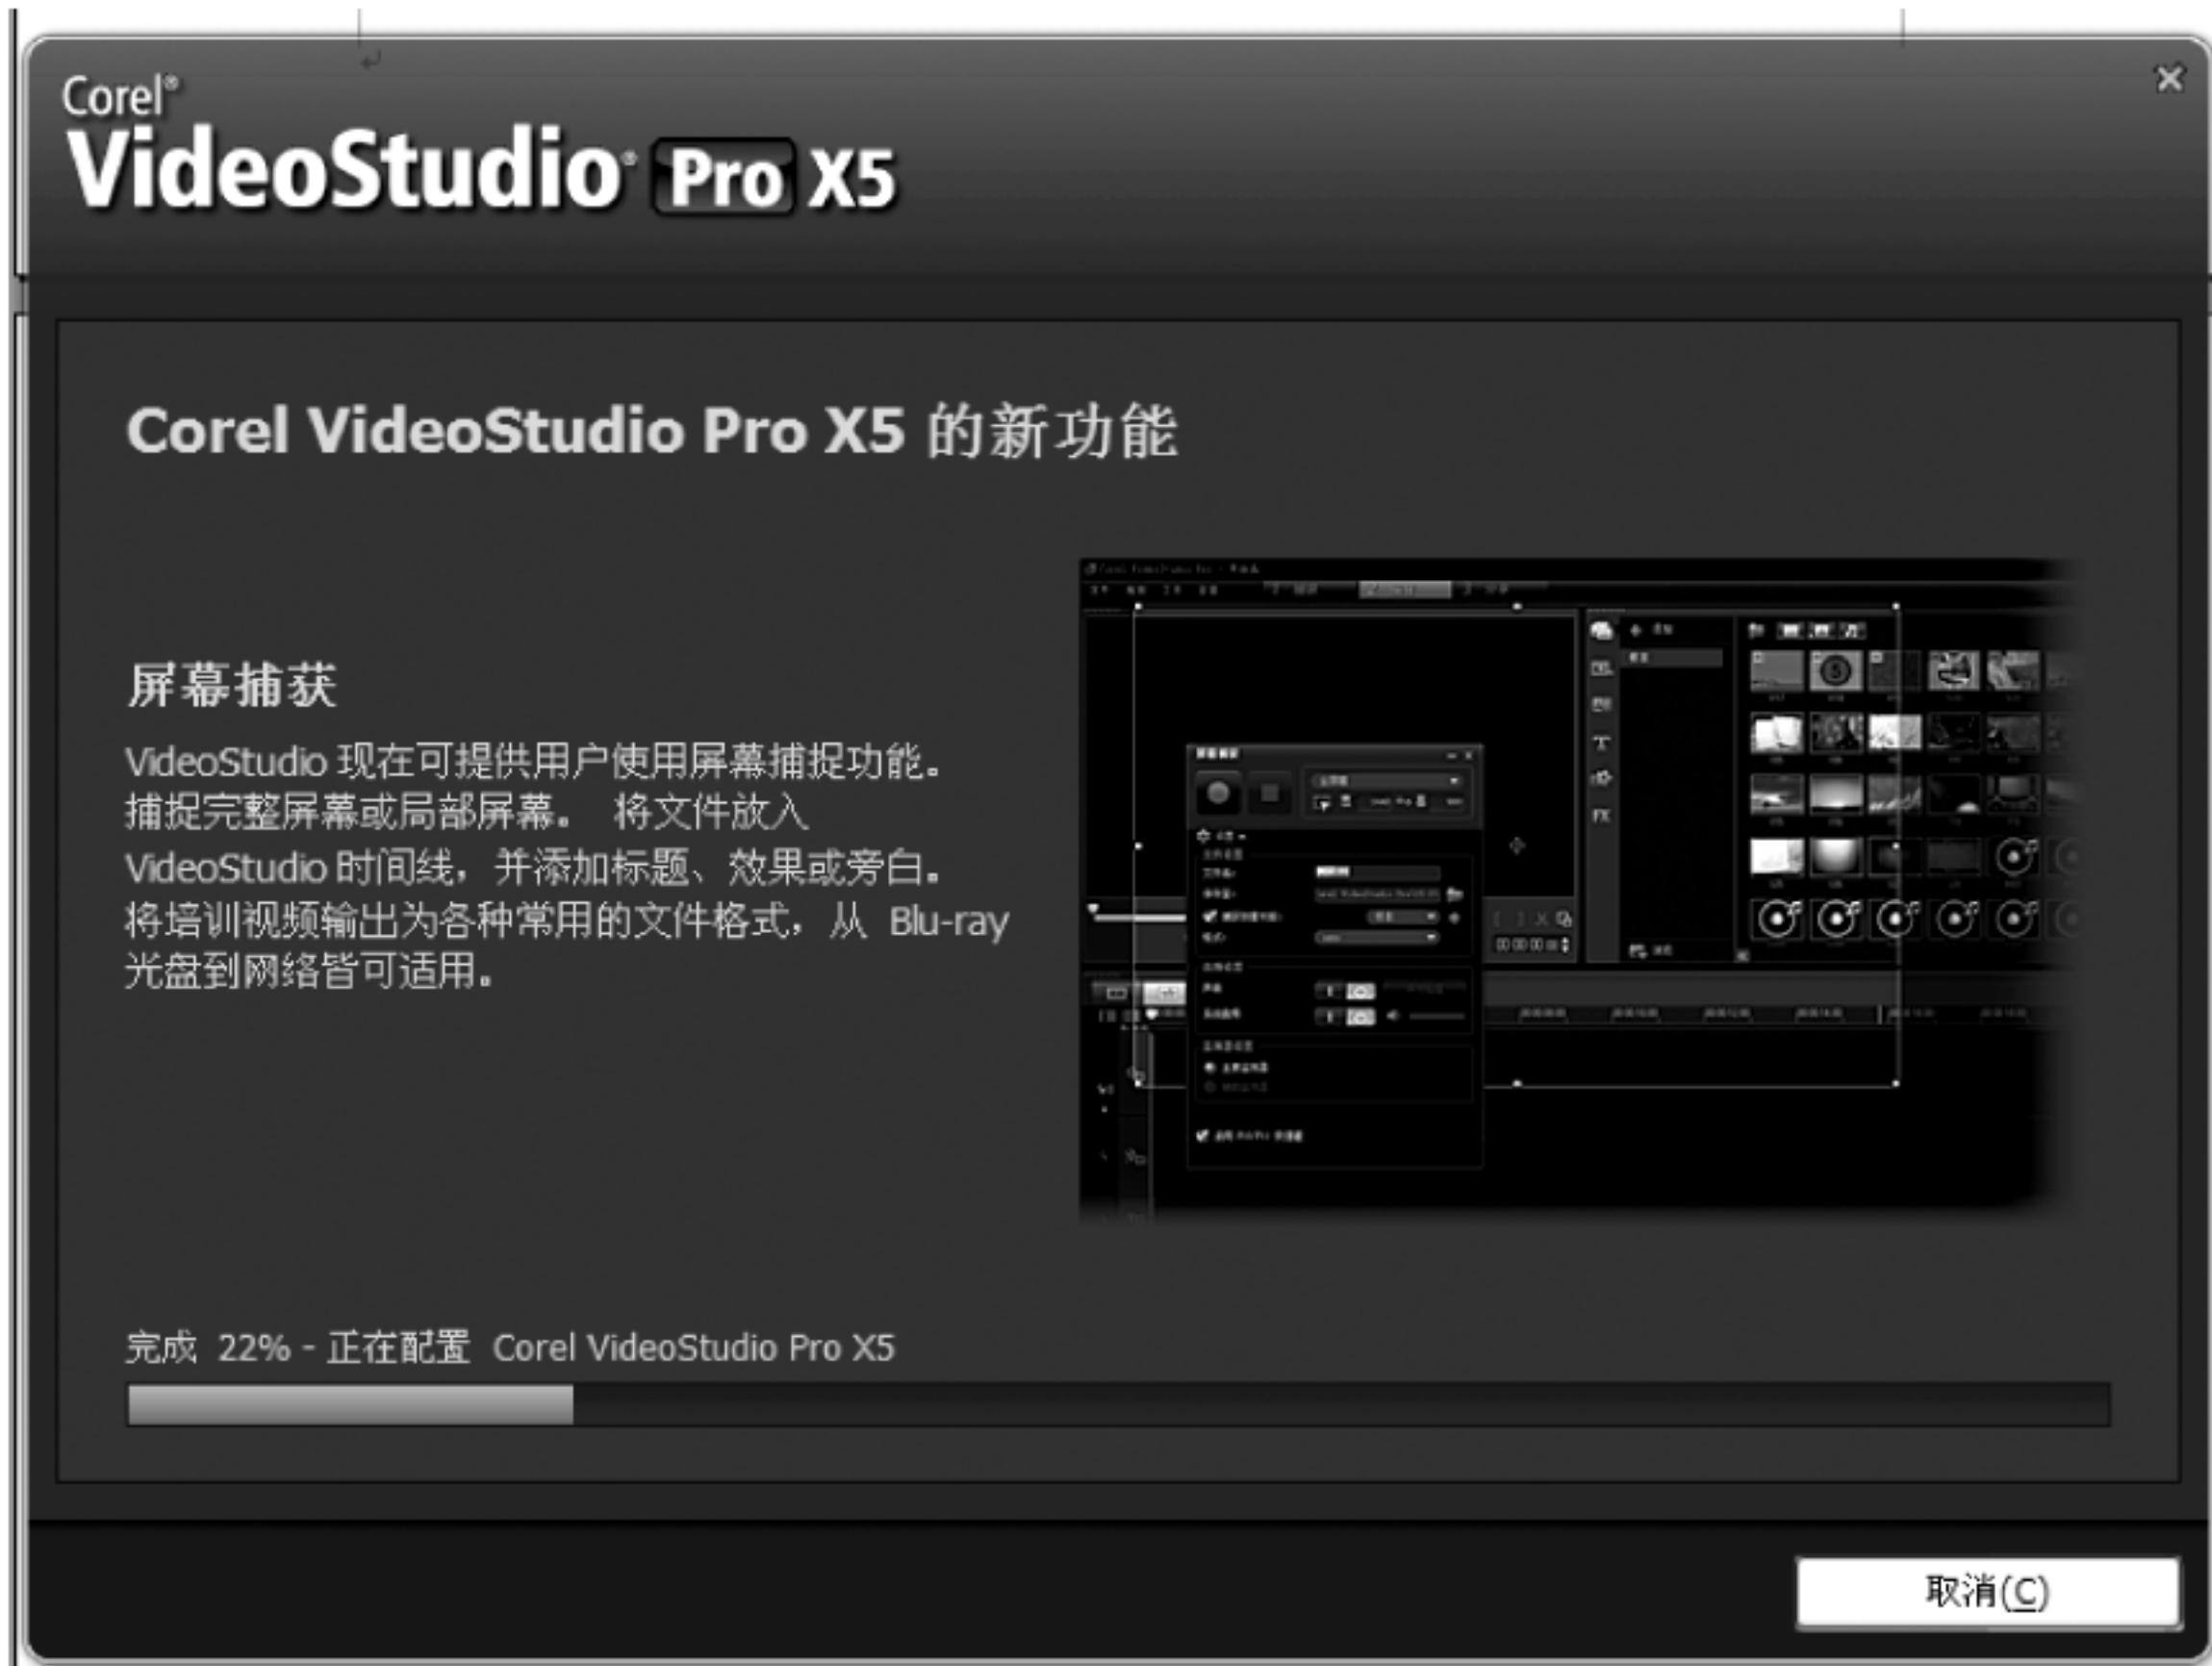 Corel®
VideoStudio® Pro X5
Corel VideoStudio Pro X5 的新功能
屏幕捕获
VideoStudio 现在可提供用户使用屏幕捕捉功能。
捕捉完整屏幕或局部屏幕。 将文件放入
VideoStudio 时间线，并添加标题、效果或旁白。
将培训视频输出为各种常用的文件格式，从 Blu-ray
光盘到网络皆可适用。
完成 22% - 正在配置 Corel VideoStudio Pro X5
取消(C)